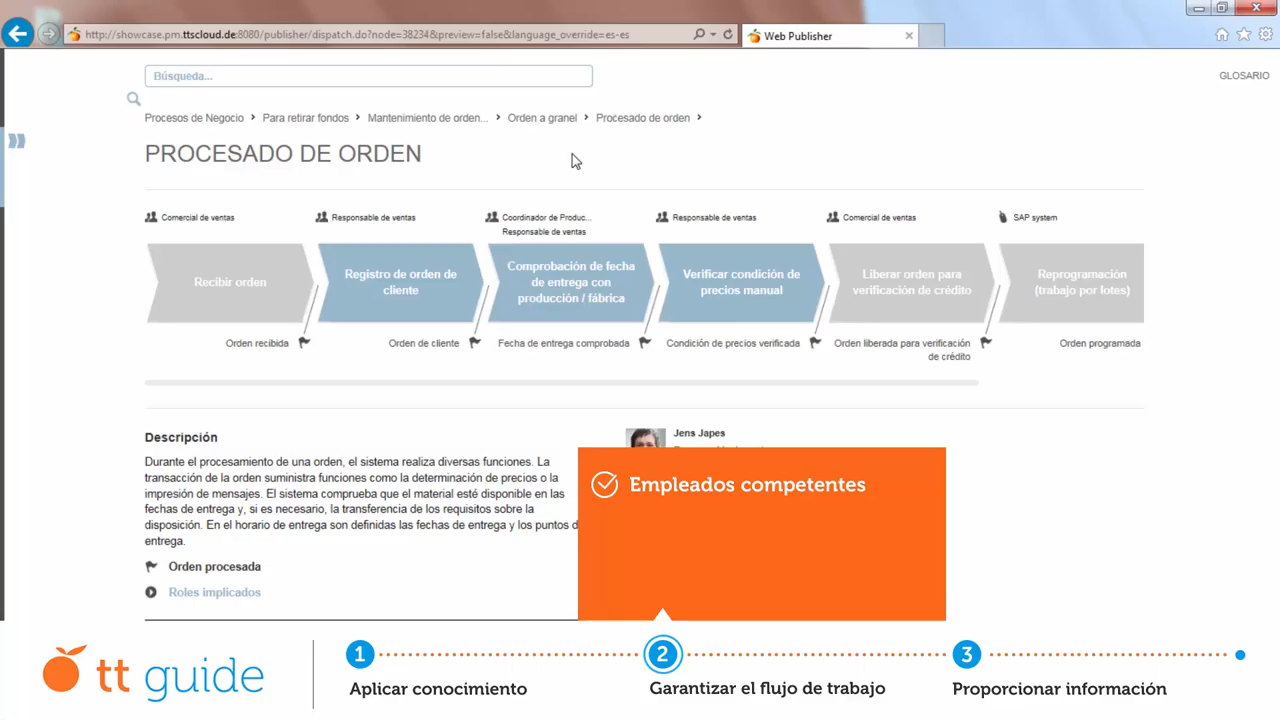 http://showcase.pm.ttscloud.de:8080/publisher/dispatch.do?node=38234&preview=false&language_override=es-es
Web Publisher
Búsqueda...
GLOSARIO
Procesos de Negocio
Para retirar fondos
Mantenimiento de orden...
Orden a granel
Procesado de orden
PROCESADO DE ORDEN
Comercial de ventas
Responsable de ventas
Coordinador de Produc...
Responsable de ventas
Responsable de ventas
Comercial de ventas
SAP system
Recibir orden
Registro de orden de
cliente
Comprobación de fecha
de entrega con
producción / fábrica
Verificar condición de
precios manual
Liberar orden para
verificación de crédito
Reprogramación
(trabajo por lotes)
Orden recibida
Orden de cliente
Fecha de entrega comprobada
Condición de precios verificada
Orden liberada para verificación
de crédito
Orden programada
Descripción
Durante el procesamiento de una orden, el sistema realiza diversas funciones. La
transacción de la orden suministra funciones como la determinación de precios o la
impresión de mensajes. El sistema comprueba que el material esté disponible en las
fechas de entrega y, si es necesario, la transferencia de los requisitos sobre la
disposición. En el horario de entrega son definidas las fechas de entrega y los puntos d
entrega.
Orden procesada
Roles implicados
Jens Japes
Empleados competentes
tt guide
1
Aplicar conocimiento
2
Garantizar el flujo de trabajo
3
Proporcionar información